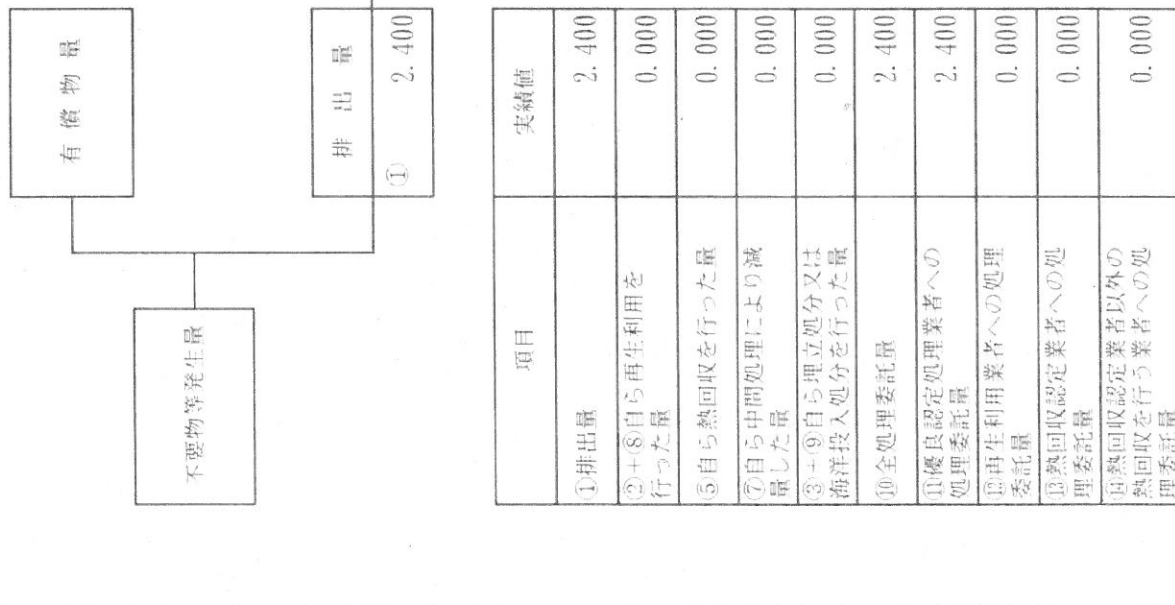 有償物量
不要物等発生量
排出量
① 2.400
項目 実績値
①排出量 2.400
②+⑧自ら再生利用を
行った量 0.000
⑤自ら熱回収を行った量 0.000
⑦自ら中間処理により減
量した量 0.000
③+⑨自ら埋立処分又は
海洋投入処分を行った量 0.000
⑩全処理委託量 2.400
⑪優良認定処理業者への
処理委託量 2.400
⑫再生利用業者への処理
委託量 0.000
⑬熱回収認定業者への処
理委託量 0.000
⑭熱回収認定業者以外の
熱回収を行う業者への処
理委託量 0.000